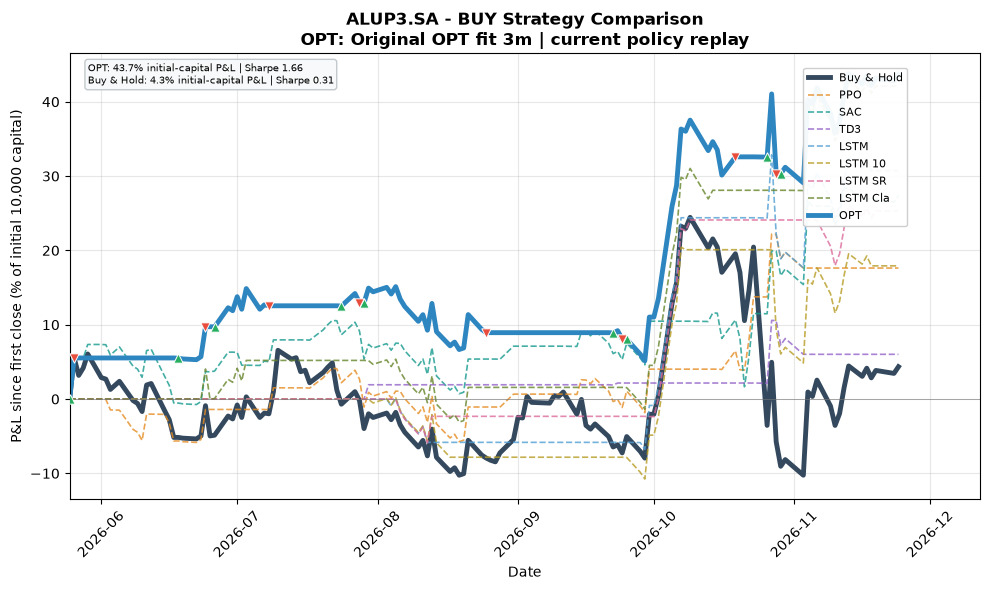 ALUP3.SA - BUY Strategy Comparison
OPT: Original OPT fit 3m | current policy replay
OPT: 43.7% initial-capital P&L | Sharpe 1.66
Buy & Hold: 4.3% initial-capital P&L | Sharpe 0.31
Buy & Hold
PPO
SAC
TD3
LSTM
LSTM 10
LSTM SR
LSTM Cla
OPT
P&L since first close (% of initial 10,000 capital)
40
30
20
10
0
−10
2026-06
2026-07
2026-08
2026-09
2026-10
2026-11
2026-12
Date